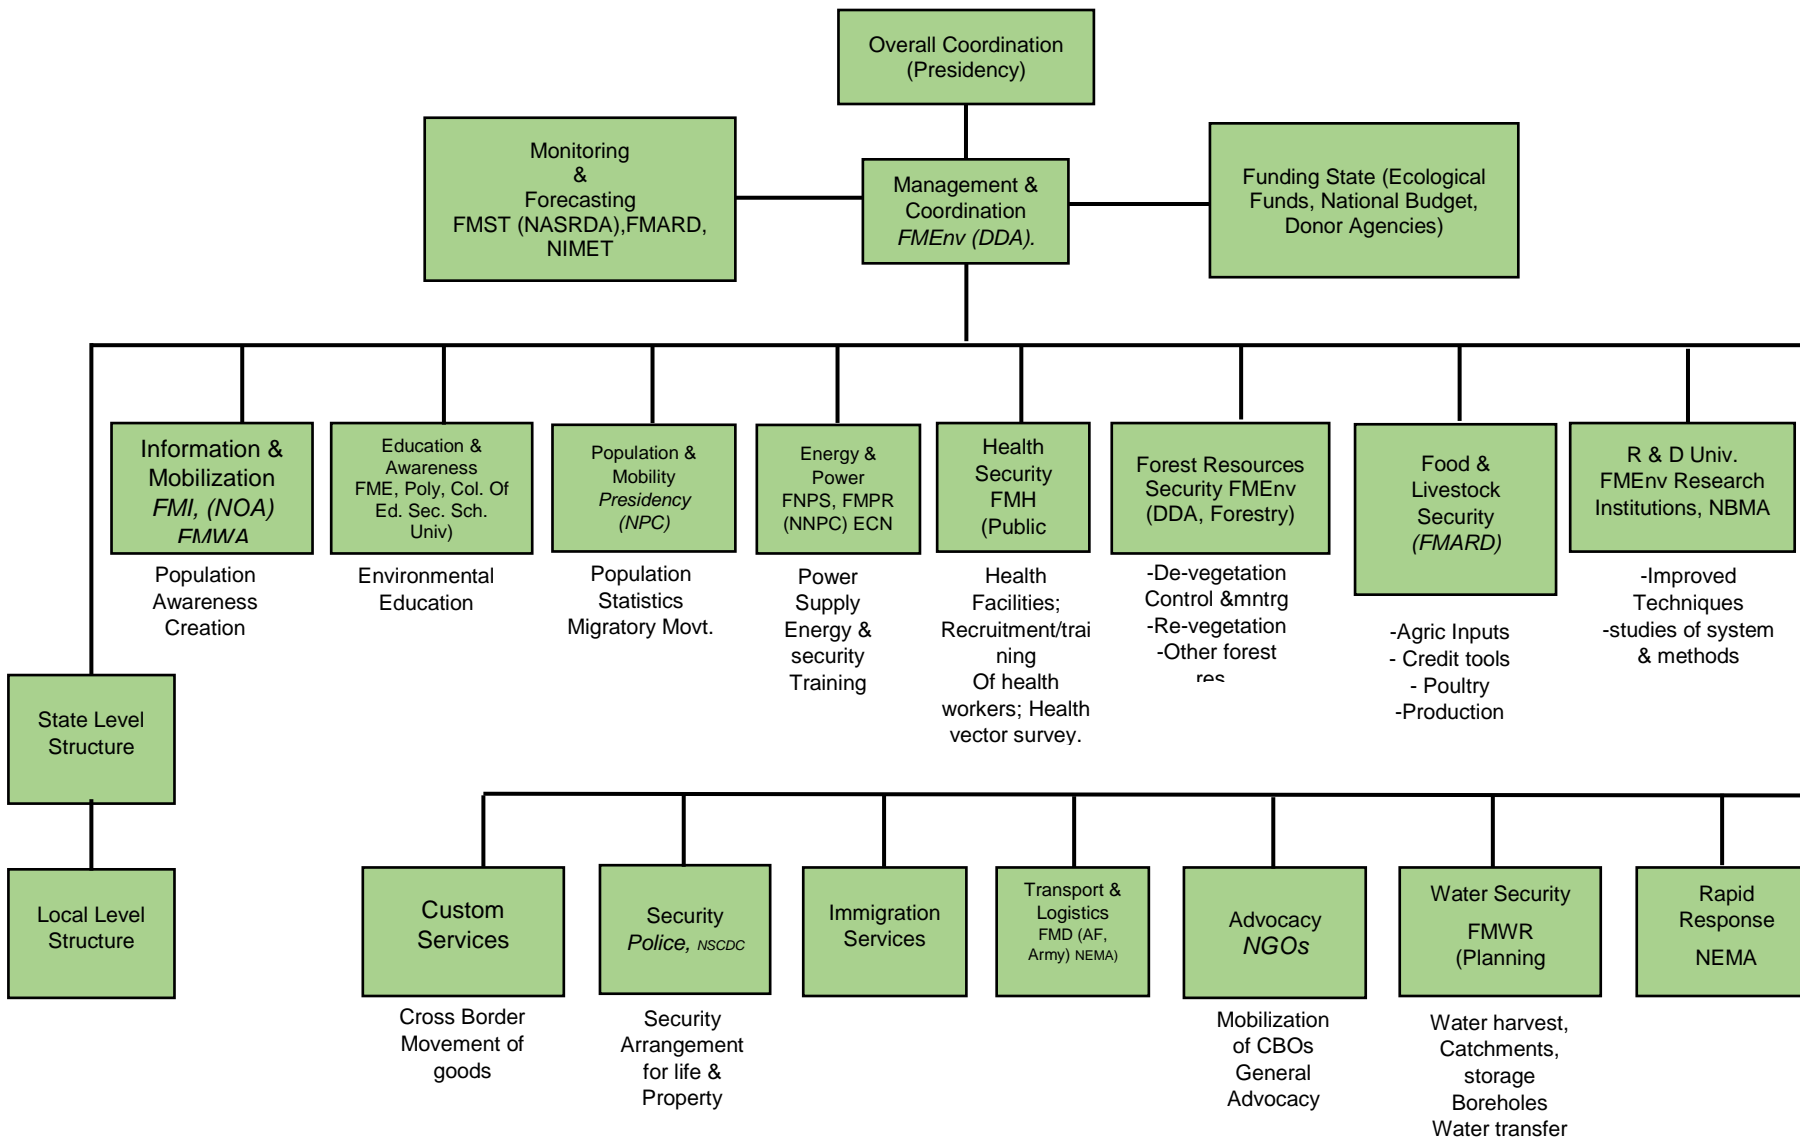 Overall Coordination
(Presidency)
Monitoring
&
Forecasting
FMST (NASRDA),FMARD,
NIMET
Management &
Coordination
FMEnv (DDA).
Funding State (Ecological
Funds, National Budget,
Donor Agencies)
Information &
Mobilization
FMI, (NOA)
FMWA
Population
Awareness
Creation
Education &
Awareness
FME, Poly, Col. Of
Ed. Sec. Sch.
Univ)
Environmental
Education
Population &
Mobility
Presidency
(NPC)
Population
Statistics
Migratory Movt.
Energy &
Power
FNPS, FMPR
(NNPC) ECN
Power
Supply
Energy &
security
Training
Health
Security
FMH
(Public
Health
Facilities;
Recruitment/trai
ning
Of health
workers; Health
vector survey.
Forest Resources
Security FMEnv
(DDA, Forestry)
-De-vegetation
Control &mntrg
-Re-vegetation
-Other forest
res
Food &
Livestock
Security
(FMARD)
-Agric Inputs
- Credit tools
- Poultry
-Production
R & D Univ.
FMEnv Research
Institutions, NBMA
-Improved
Techniques
-studies of system
& methods
State Level
Structure
Local Level
Structure
Custom
Services
Cross Border
Movement of
goods
Security
Police, NSCDC
Security
Arrangement
for life &
Property
Immigration
Services
Transport &
Logistics
FMD (AF,
Army) NEMA)
Advocacy
NGOs
Mobilization
of CBOs
General
Advocacy
Water Security
FMWR
(Planning
Water harvest,
Catchments,
storage
Boreholes
Water transfer
Rapid
Response
NEMA